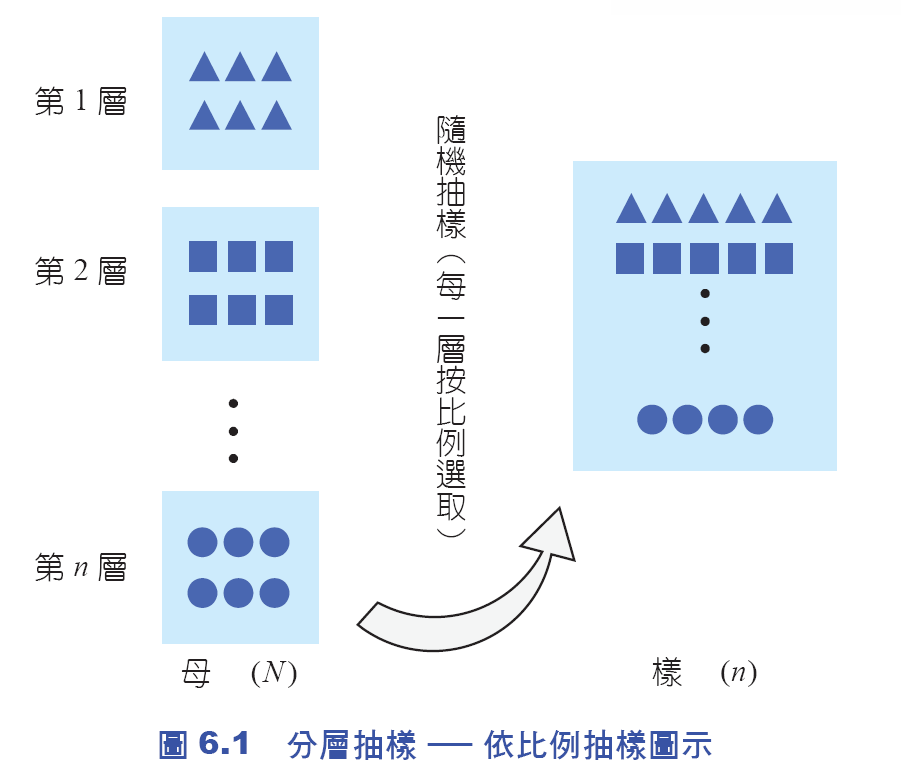 第 1 層
第 2 層
第 n 層
母 (N)
隨機抽樣（每一層按比例選取）
樣 (n)
圖 6.1 分層抽樣 — 依比例抽樣圖示